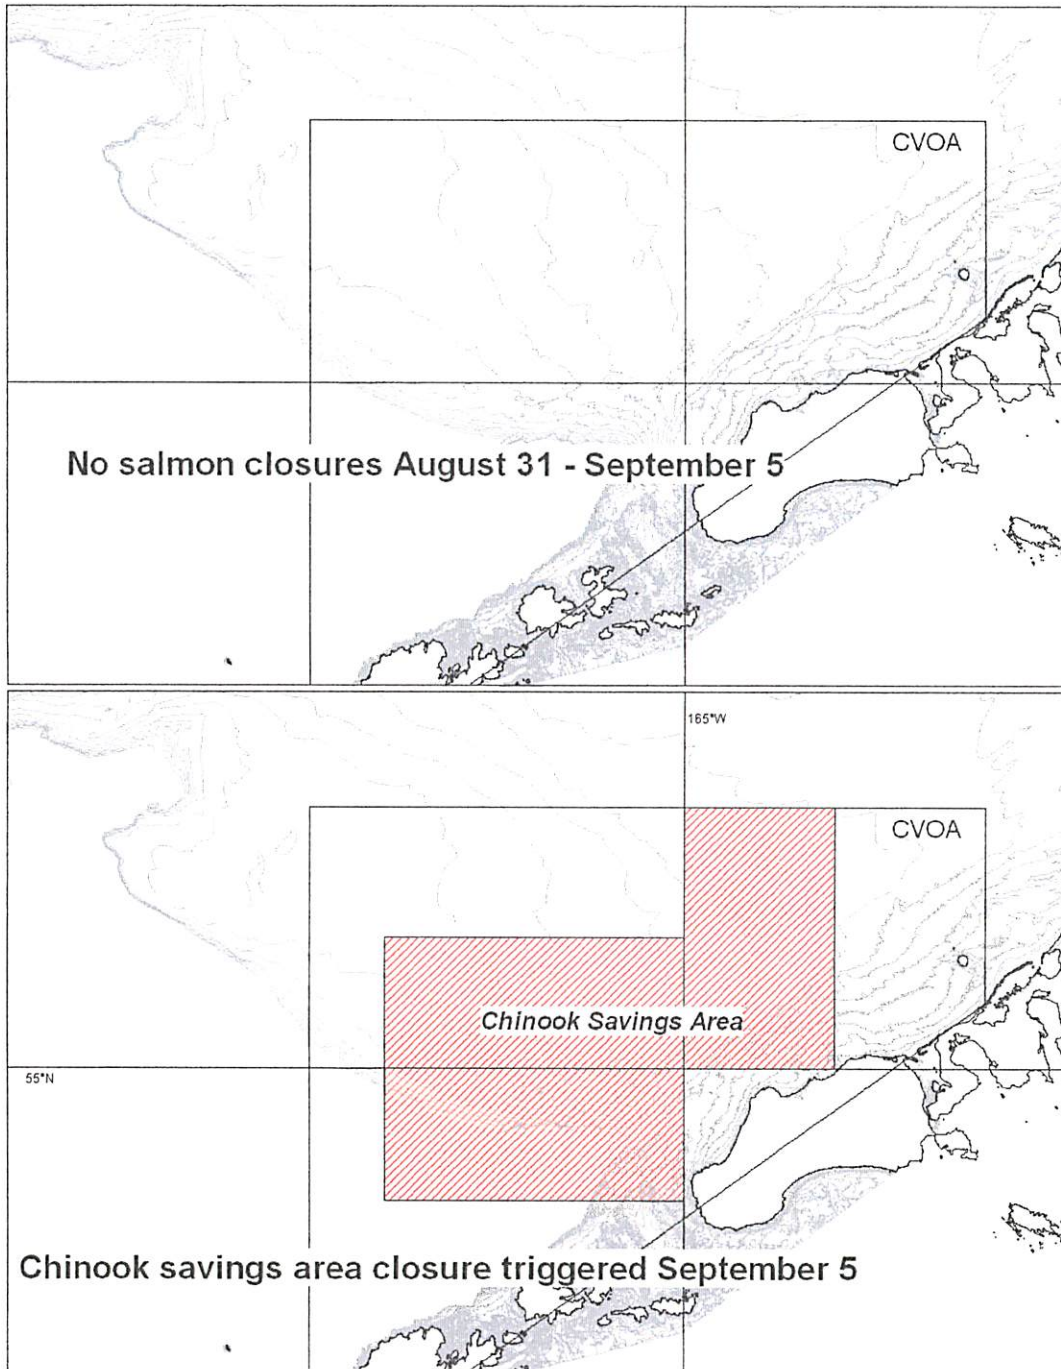 CVOA
No salmon closures August 31 - September 5
165°W
CVOA
Chinook Savings Area
55°N
Chinook savings area closure triggered September 5